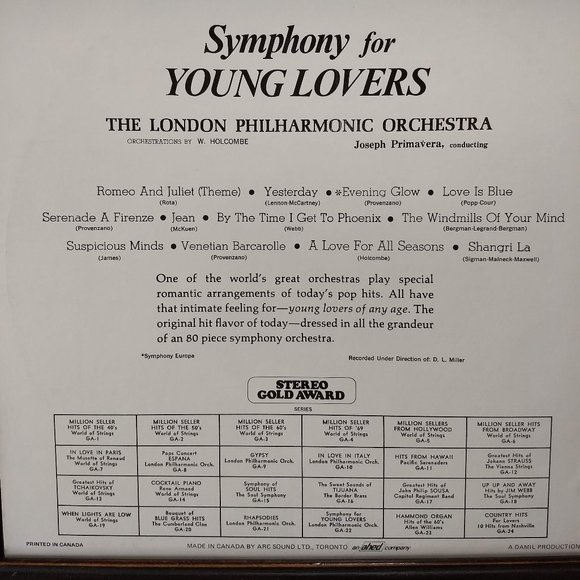 Symphony for
YOUNG LOVERS
THE LONDON PHILHARMONIC ORCHESTRA
ORCHESTRATIONS BY W. HOLCOMBE Joseph Primavera, conducting
Romeo And Juliet (Theme) • Yesterday • *Evening Glow • Love Is Blue
(Rota) (Lennon-McCartney) (Provenzano) (Popp-Cour)
Serenade A Firenze • Jean • By The Time I Get To Phoenix • The Windmills Of Your Mind
(Provenzano) (McKuen) (Webb) (Bergman-Legrand-Bergman)
Suspicious Minds • Venetian Barcarolle • A Love For All Seasons • Shangri La
(James) (Provenzano) (Holcombe) (Sigman-Malneck-Maxwell)
One of the world's great orchestras play special
romantic arrangements of today's pop hits. All have
that intimate feeling for—young lovers of any age. The
original hit flavor of today—dressed in all the grandeur
of an 80 piece symphony orchestra.
*Symphony Europa Recorded Under Direction of: D. L. Miller
STEREO
GOLD AWARD
SERIES
MILLION SELLER MILLION SELLER MILLION SELLER MILLION SELLER MILLION SELLERS MILLION SELLER HITS
HITS OF THE 40's HITS OF THE 50's HITS OF THE 60's HITS OF '69 FROM HOLLYWOOD FROM BROADWAY
World of Strings World of Strings World of Strings World of Strings World of Strings World of Strings
GA-1 GA-2 GA-3 GA-4 GA-5 GA-6
IN LOVE IN PARIS Pops Concert GYPSY IN LOVE IN ITALY HITS FROM HAWAII Greatest Hits of
The Musette of Renaud ESPANA London Philharmonic Orch. London Philharmonic Orch. Pacific Serenaders Johann STRAUSS
World of Strings London Philharmonic Orch. GA-9 GA-10 GA-11 The Vienna Strings
GA-7 GA-8 GA-12
Greatest Hits of COCKTAIL PIANO Symphony of The Sweet Sounds of Greatest Hits of UP UP AND AWAY
TCHAIKOVSKY Rene Armand SOUL HITS TIJUANA John Philip SOUSA Hits by JIM WEBB
World of Strings World of Strings The Soul Symphony The Border Brass Capitol Regiment Band The Soul Symphony
GA-13 GA-14 GA-15 GA-16 GA-17 GA-18
WHEN LIGHTS ARE LOW Bouquet of RHAPSODIES Symphony for HAMMOND ORGAN COUNTRY HITS
World of Strings BLUE GRASS HITS London Philharmonic Orch. YOUNG LOVERS Hits of the 60's For Lovers
GA-19 The Cumberland Clan GA-21 London Philharmonic Orch. Allen Williams 10 Hits from Nashville
GA-20 GA-22 GA-23 GA-24
PRINTED IN CANADA MADE IN CANADA BY ARC SOUND LTD., TORONTO an ahed company A DAMIL PRODUCTION